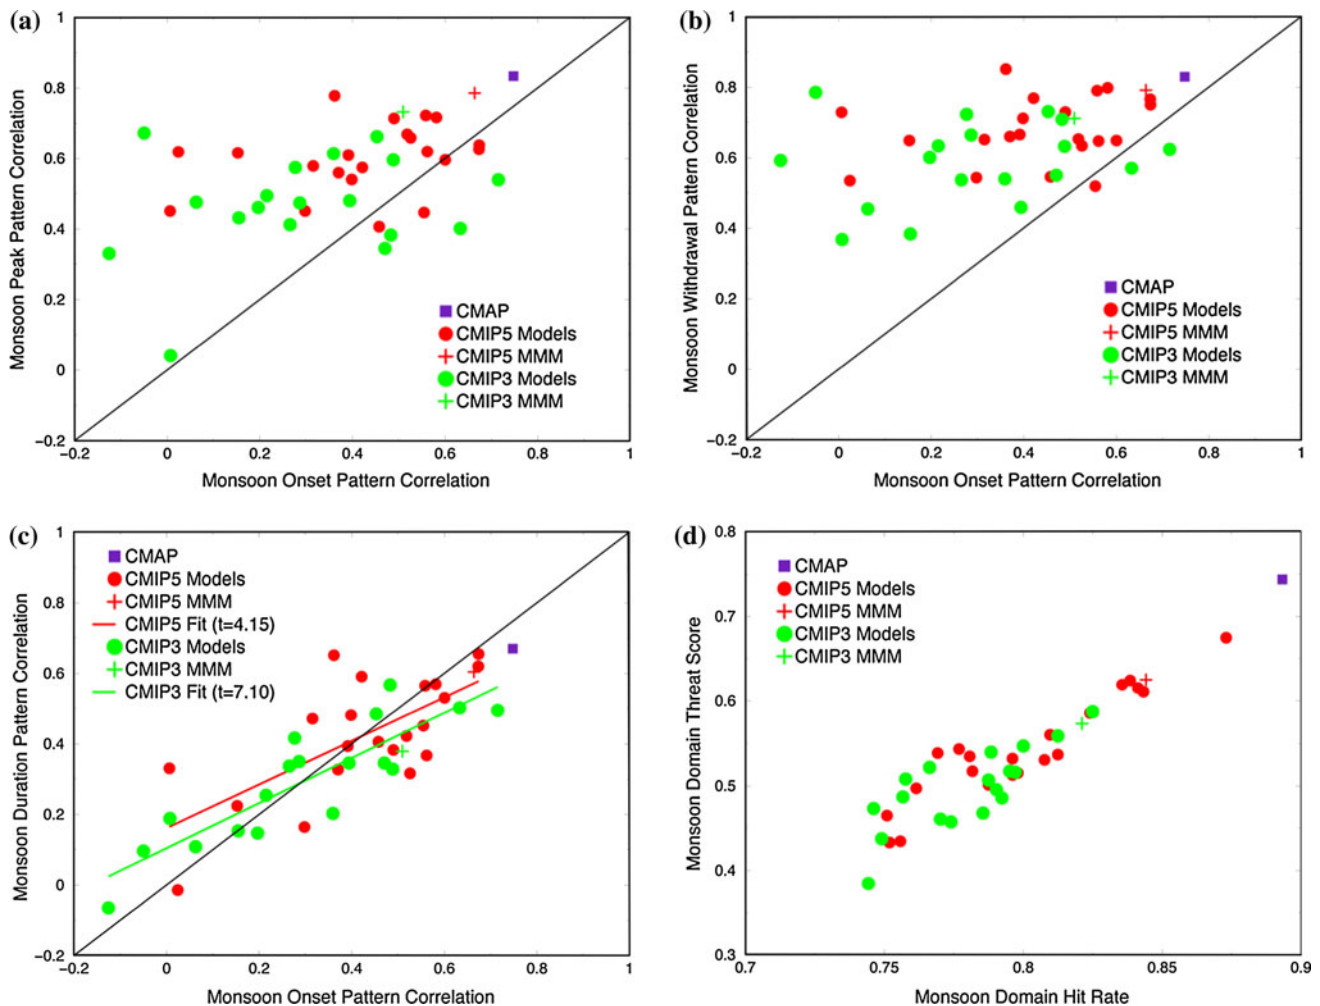 (a)
Monsoon Peak Pattern Correlation
1
0.8
0.6
0.4
0.2
0
−0.2
CMAP
CMIP5 Models
CMIP5 MMM
CMIP3 Models
CMIP3 MMM
−0.2 0 0.2 0.4 0.6 0.8 1
Monsoon Onset Pattern Correlation
(b)
Monsoon Withdrawal Pattern Correlation
1
0.8
0.6
0.4
0.2
0
−0.2
CMAP
CMIP5 Models
CMIP5 MMM
CMIP3 Models
CMIP3 MMM
−0.2 0 0.2 0.4 0.6 0.8 1
Monsoon Onset Pattern Correlation
(c)
Monsoon Duration Pattern Correlation
1
0.8
0.6
0.4
0.2
0
−0.2
CMAP
CMIP5 Models
CMIP5 MMM
CMIP5 Fit (t=4.15)
CMIP3 Models
CMIP3 MMM
CMIP3 Fit (t=7.10)
−0.2 0 0.2 0.4 0.6 0.8 1
Monsoon Onset Pattern Correlation
(d)
Monsoon Domain Threat Score
0.8
0.7
0.6
0.5
0.4
0.3
CMAP
CMIP5 Models
CMIP5 MMM
CMIP3 Models
CMIP3 MMM
0.7 0.75 0.8 0.85 0.9
Monsoon Domain Hit Rate